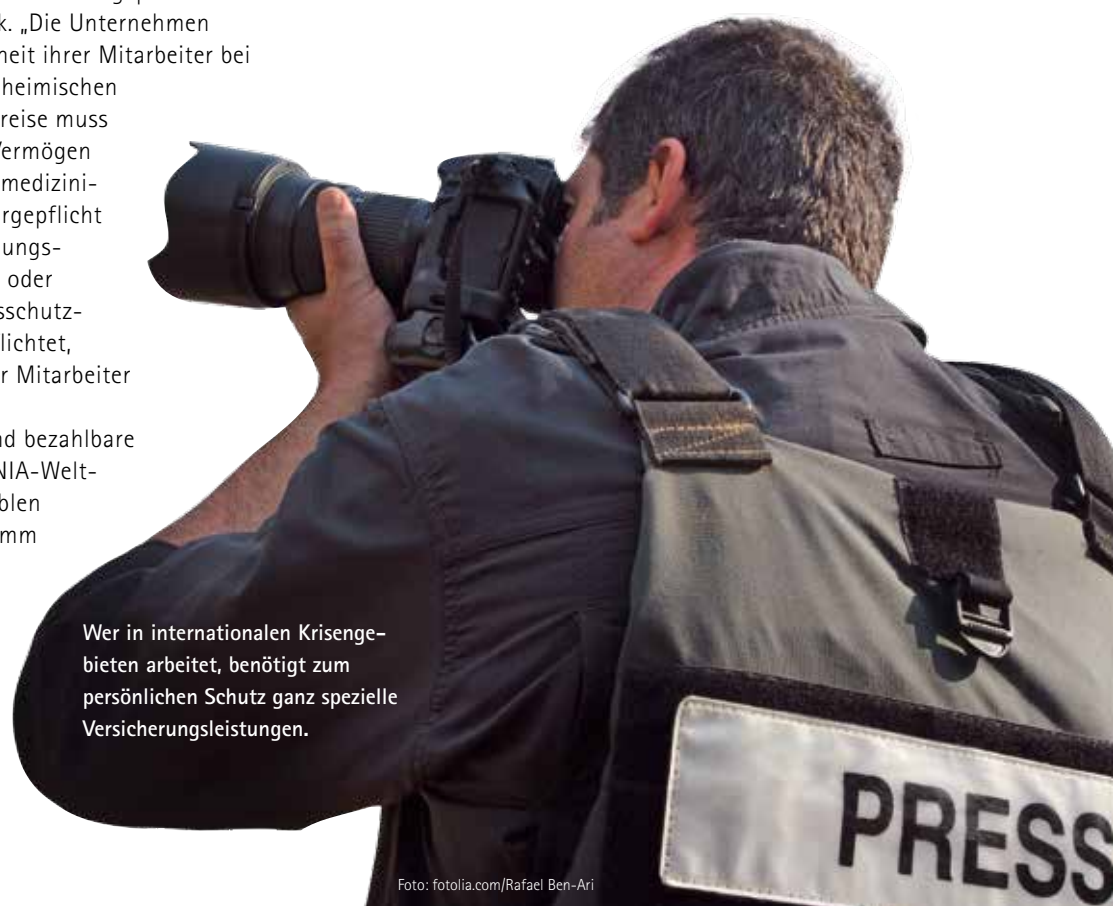 k. „Die Unternehmen
heit ihrer Mitarbeiter bei
heimischen
reise muss
Vermögen
medizini-
rgepflicht
ungs-
oder
sschutz-
lichtet,
r Mitarbeiter
nd bezahlbare
NIA-Welt-
blen
mm
Wer in internationalen Krisenge-
bieten arbeitet, benötigt zum
persönlichen Schutz ganz spezielle
Versicherungsleistungen.
PRESS
Foto: fotolia.com/Rafael Ben-Ari